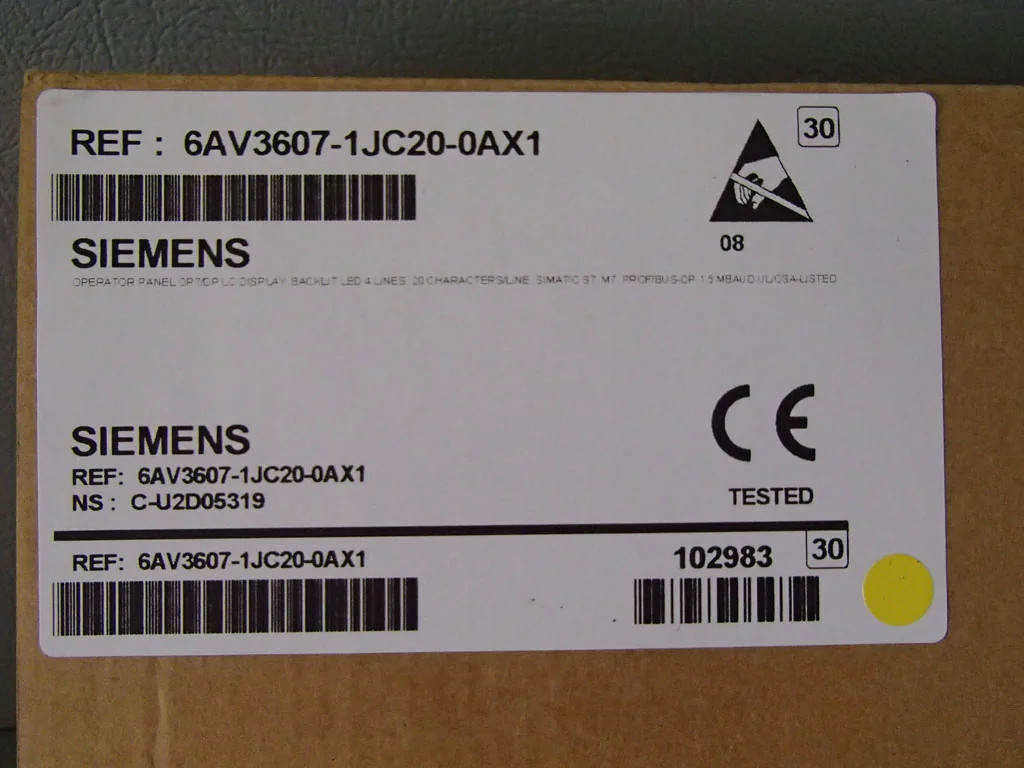 REF : 6AV3607-1JC20-0AX1
30
08
SIEMENS
OPERATOR PANEL OP7/DP LC DISPLAY, BACKLIT LED 4 LINES, 20 CHARACTERS/LINE, SIMATIC S7, M7, PROFIBUS-DP 1.5 MBAUD UL/CSA-LISTED
SIEMENS
REF: 6AV3607-1JC20-0AX1
NS : C-U2D05319
CE
TESTED
REF: 6AV3607-1JC20-0AX1
102983
30